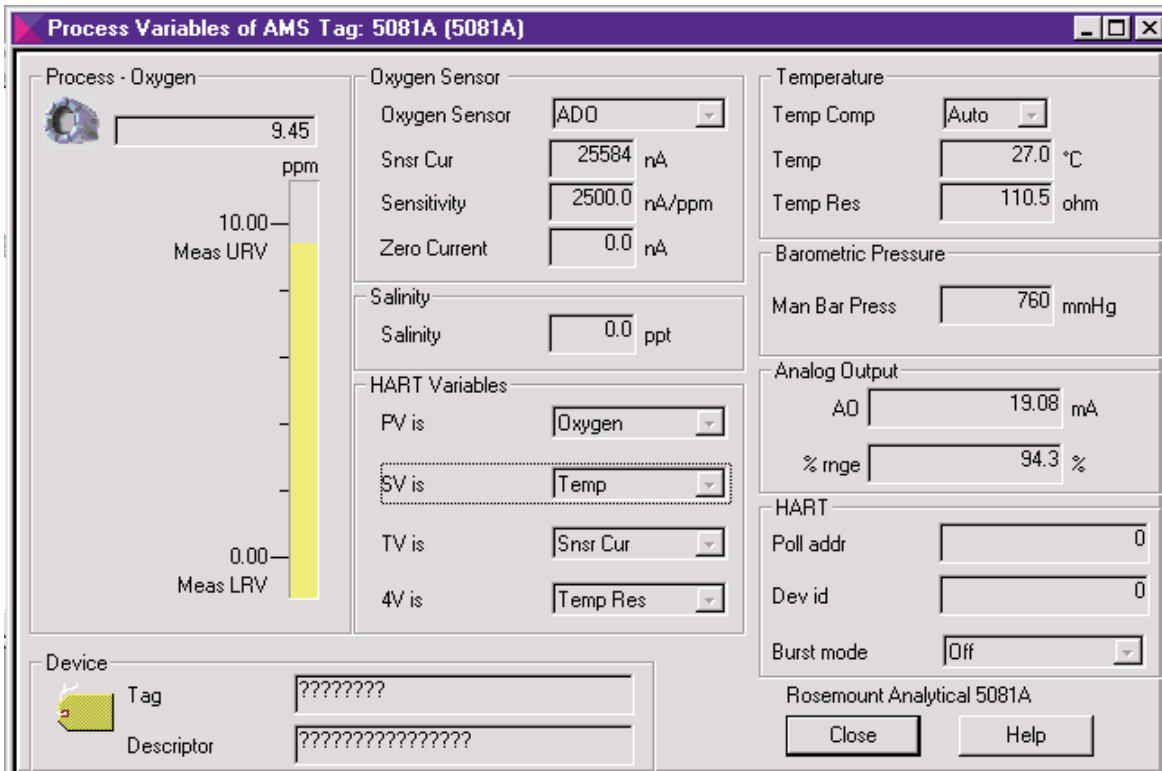 Process Variables of AMS Tag: 5081A (5081A)
Process - Oxygen
9.45
ppm
10.00
Meas URV
0.00
Meas LRV
Oxygen Sensor
Oxygen Sensor ADO
Snsr Cur 25584 nA
Sensitivity 2500.0 nA/ppm
Zero Current 0.0 nA
Salinity
Salinity 0.0 ppt
HART Variables
PV is Oxygen
SV is Temp
TV is Snsr Cur
4V is Temp Res
Temperature
Temp Comp Auto
Temp 27.0 °C
Temp Res 110.5 ohm
Barometric Pressure
Man Bar Press 760 mmHg
Analog Output
AO 19.08 mA
% rnge 94.3 %
HART
Poll addr 0
Dev id 0
Burst mode Off
Device
Tag ????????
Descriptor ????????????????
Rosemount Analytical 5081A
Close Help